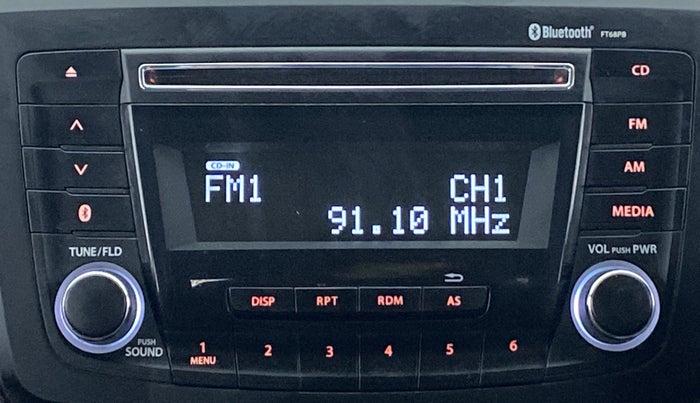 Bluetooth® FT68PB
CD
FM
AM
MEDIA
CD-IN
FM1 CH1
91.10 MHz
TUNE/FLD
VOL PUSH PWR
DISP RPT RDM AS
PUSH
SOUND
1 2 3 4 5 6
MENU